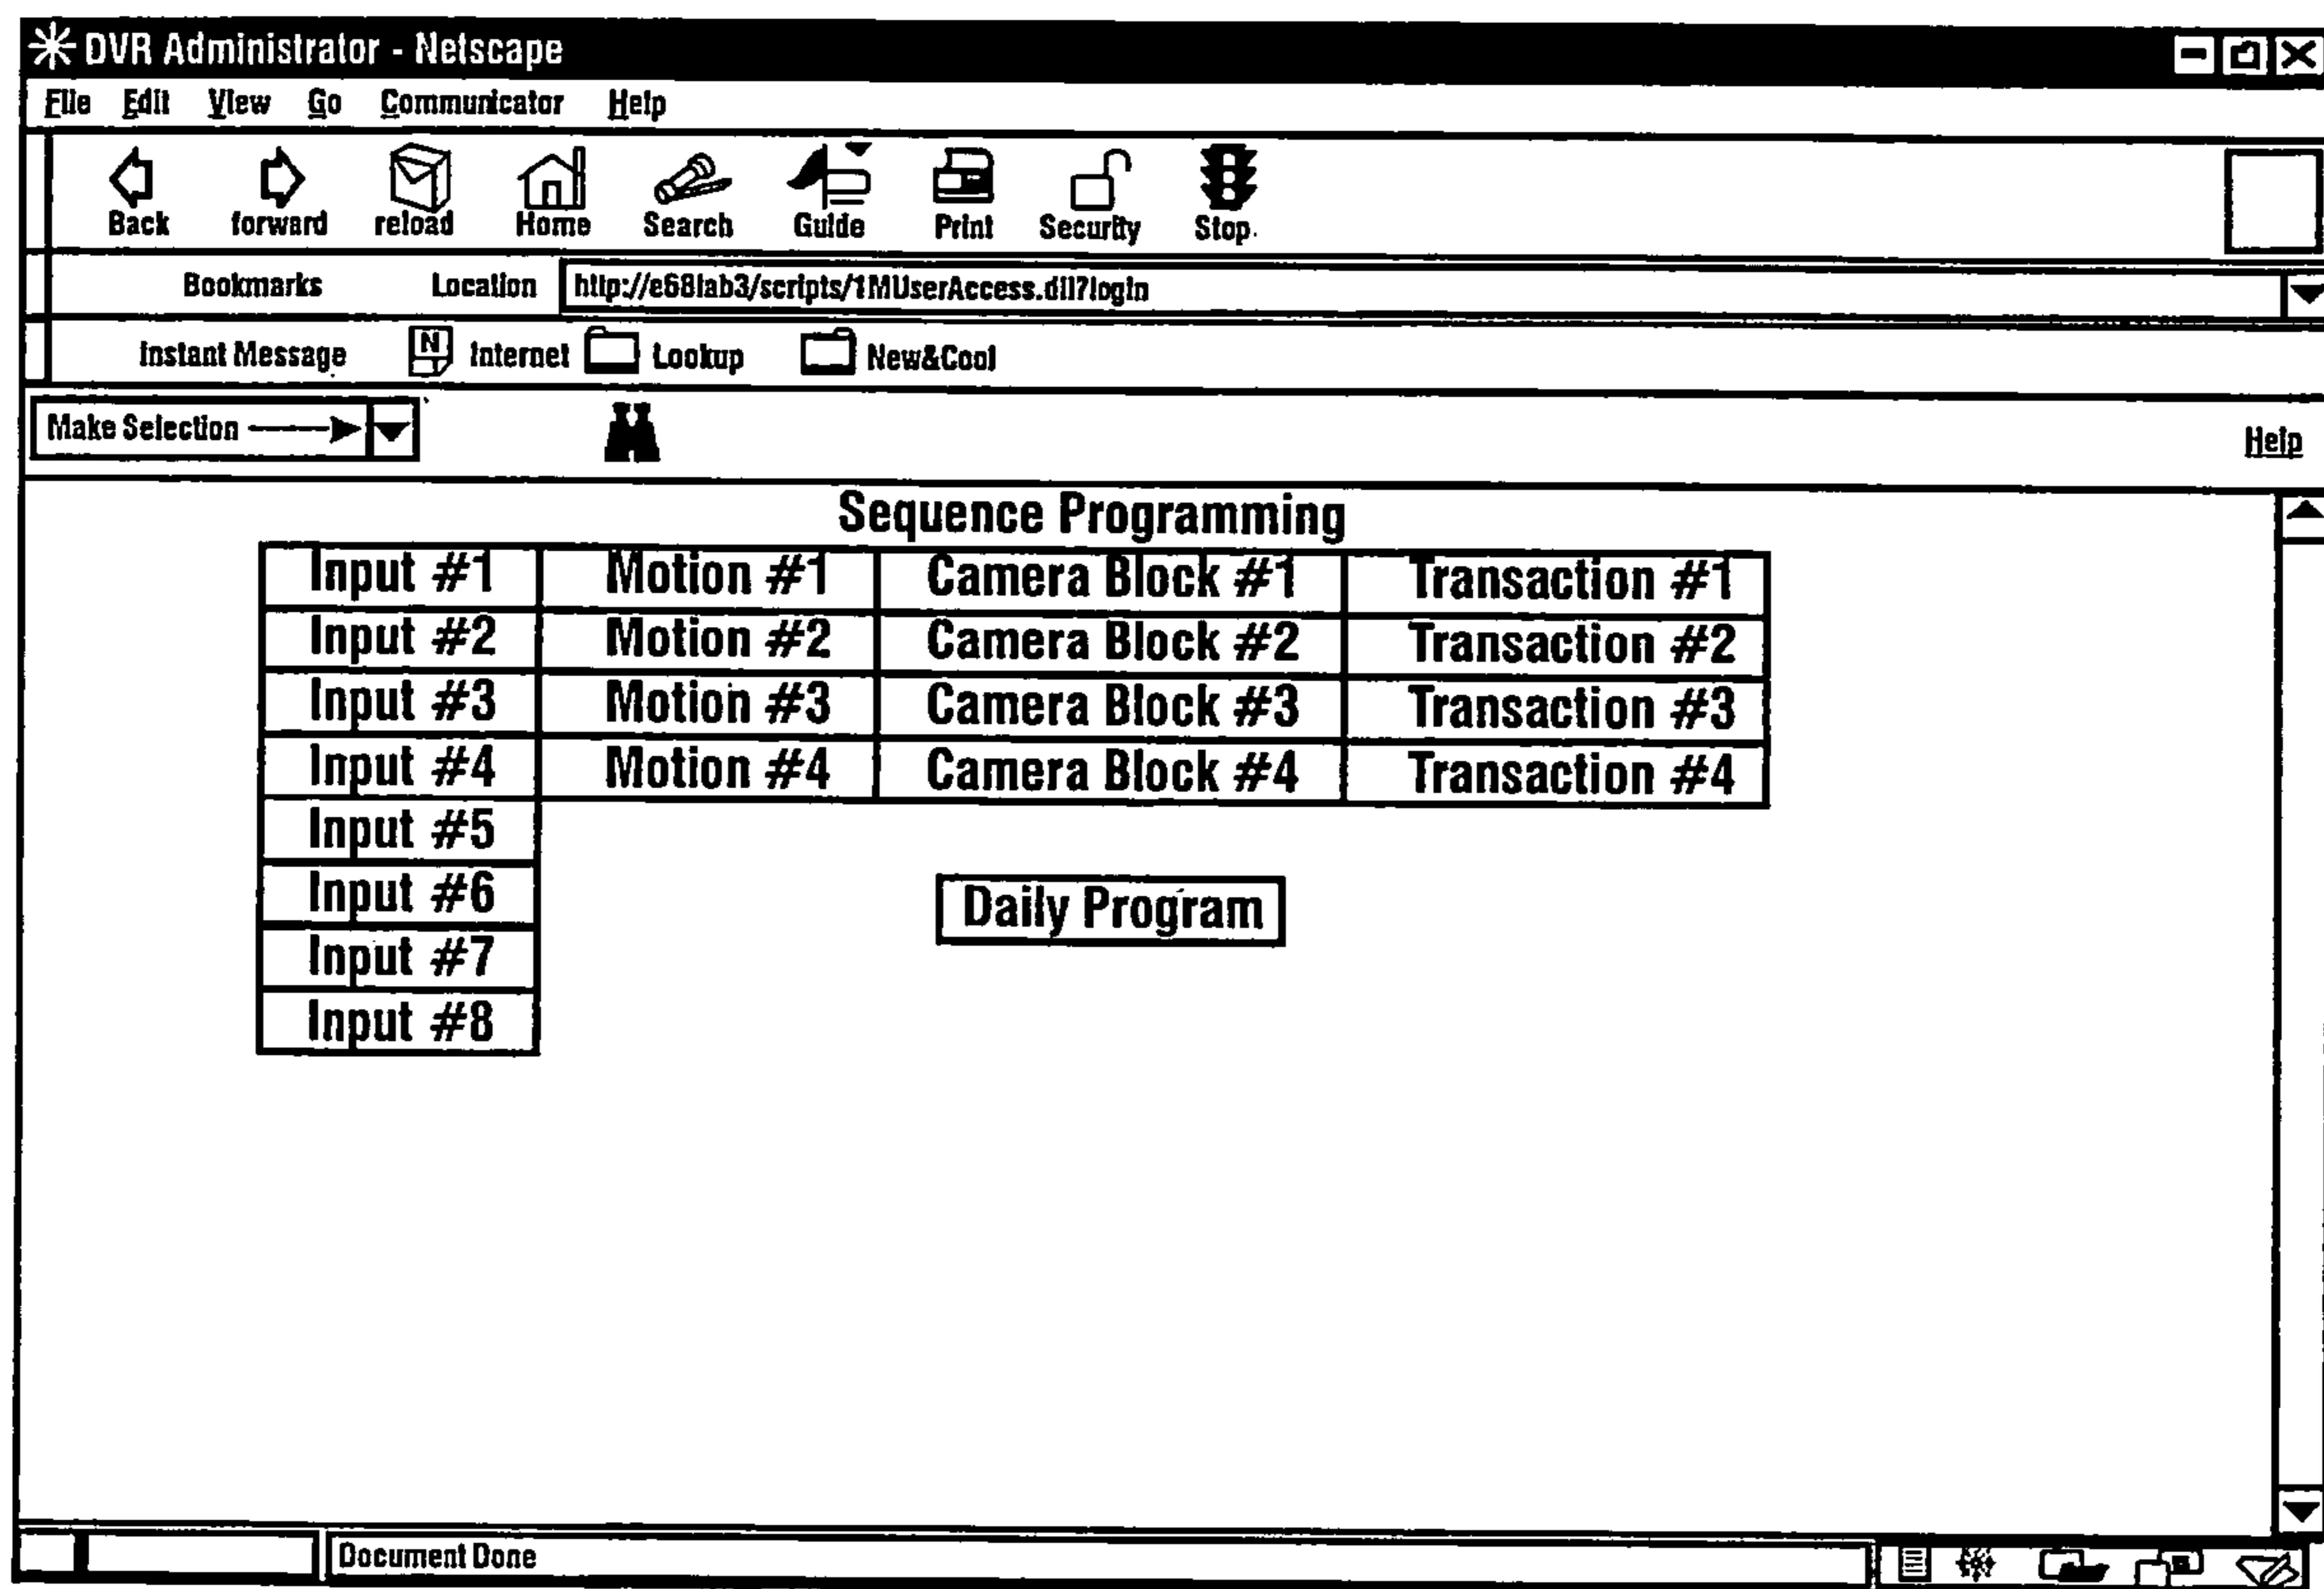 DVR Administrator - Netscape
File Edit View Go Communicator Help
Back forward reload Home Search Guide Print Security Stop
Bookmarks Location http://e68lab3/scripts/1MUserAccess.dll?login
Instant Message N Internet Lookup New&Cool
Make Selection Help
Sequence Programming
Input #1 Motion #1 Camera Block #1 Transaction #1
Input #2 Motion #2 Camera Block #2 Transaction #2
Input #3 Motion #3 Camera Block #3 Transaction #3
Input #4 Motion #4 Camera Block #4 Transaction #4
Input #5
Input #6
Daily Program
Input #7
Input #8
Document Done